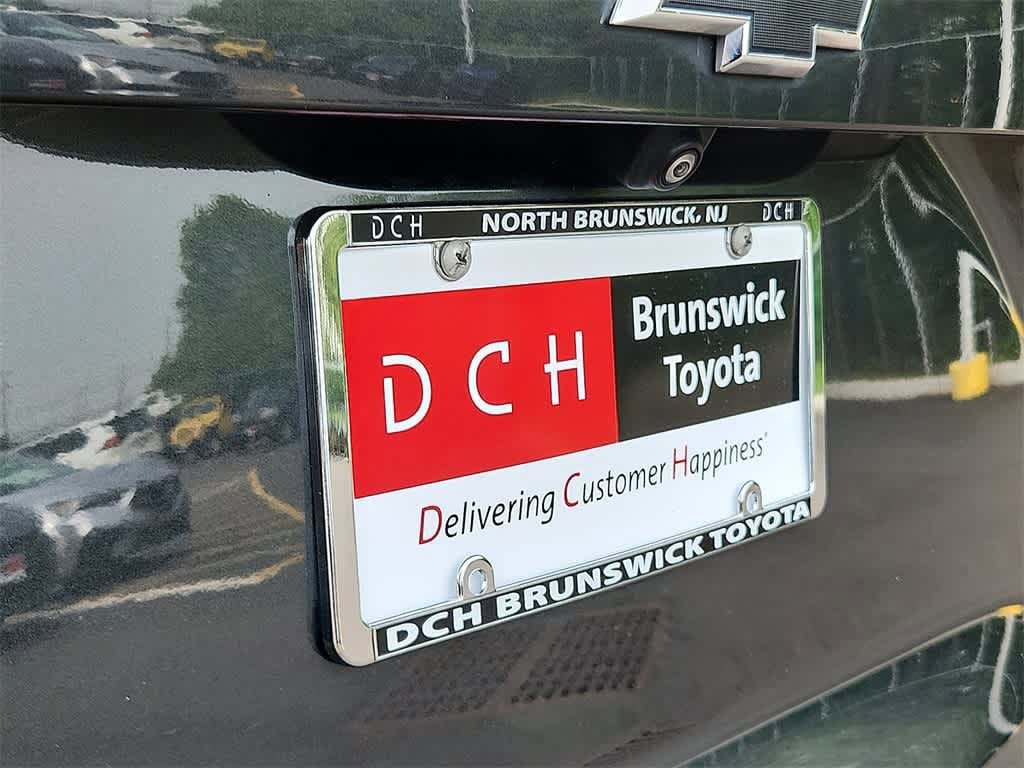 DCH NORTH BRUNSWICK, NJ DCH
DCH
Brunswick
Toyota
Delivering Customer Happiness
DCH BRUNSWICK TOYOTA